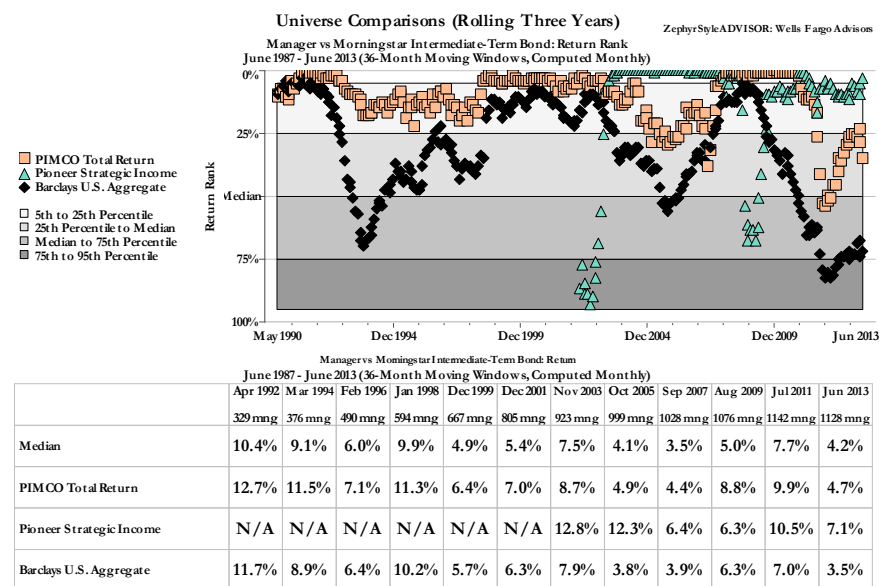 Universe Comparisons (Rolling Three Years)
ZephyrStyleADVISOR: Wells Fargo Advisors
Manager vs Morningstar Intermediate-Term Bond: Return Rank
June 1987 - June 2013 (36-Month Moving Windows, Computed Monthly)
0%
25%
Median
75%
100%
Return Rank
PIMCO Total Return
Pioneer Strategic Income
Barclays U.S. Aggregate
5th to 25th Percentile
25th Percentile to Median
Median to 75th Percentile
75th to 95th Percentile
May 1990 Dec 1994 Dec 1999 Dec 2004 Dec 2009 Jun 2013
Manager vs Morningstar Intermediate-Term Bond: Return
June 1987 - June 2013 (36-Month Moving Windows, Computed Monthly)
Apr 1992 Mar 1994 Feb 1996 Jan 1998 Dec 1999 Dec 2001 Nov 2003 Oct 2005 Sep 2007 Aug 2009 Jul 2011 Jun 2013
329 mng 376 mng 490 mng 594 mng 667 mng 805 mng 923 mng 999 mng 1028 mng 1076 mng 1142 mng 1128 mng
Median 10.4% 9.1% 6.0% 9.9% 4.9% 5.4% 7.5% 4.1% 3.5% 5.0% 7.7% 4.2%
PIMCO Total Return 12.7% 11.5% 7.1% 11.3% 6.4% 7.0% 8.7% 4.9% 4.4% 8.8% 9.9% 4.7%
Pioneer Strategic Income N/A N/A N/A N/A N/A N/A 12.8% 12.3% 6.4% 6.3% 10.5% 7.1%
Barclays U.S. Aggregate 11.7% 8.9% 6.4% 10.2% 5.7% 6.3% 7.9% 3.8% 3.9% 6.3% 7.0% 3.5%